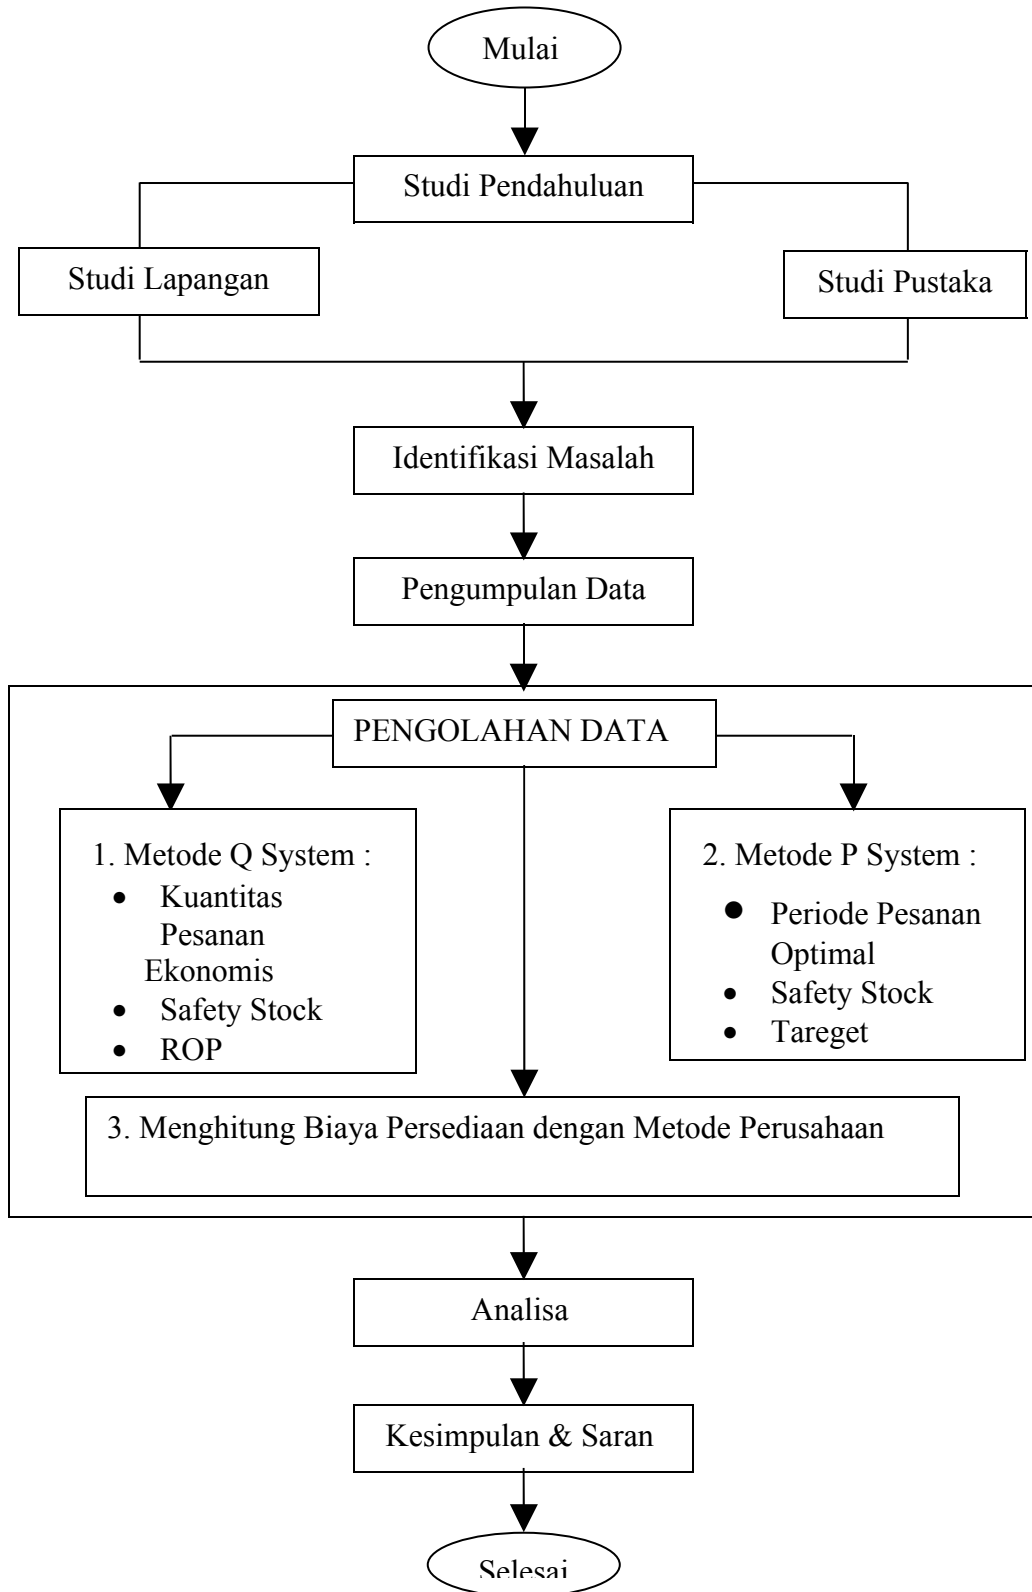 Mulai
Studi Pendahuluan
Studi Lapangan
Studi Pustaka
Identifikasi Masalah
Pengumpulan Data
PENGOLAHAN DATA
1. Metode Q System :
• Kuantitas
Pesanan
Ekonomis
• Safety Stock
• ROP
2. Metode P System :
• Periode Pesanan
Optimal
• Safety Stock
• Tareget
3. Menghitung Biaya Persediaan dengan Metode Perusahaan
Analisa
Kesimpulan & Saran
Selesai